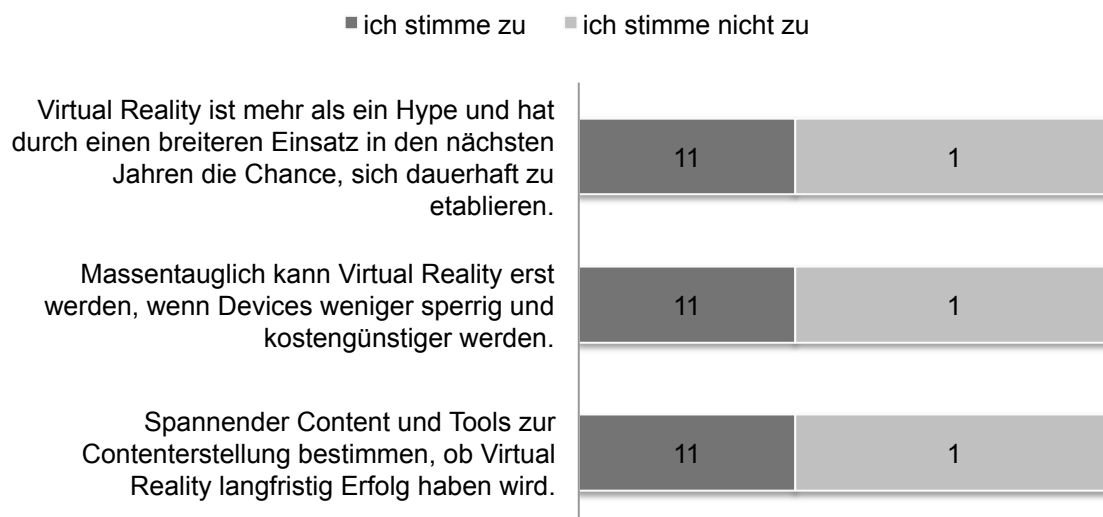 ich stimme zu ich stimme nicht zu
Virtual Reality ist mehr als ein Hype und hat
durch einen breiteren Einsatz in den nächsten
Jahren die Chance, sich dauerhaft zu
etablieren.
11 1
Massentauglich kann Virtual Reality erst
werden, wenn Devices weniger sperrig und
kostengünstiger werden.
11 1
Spannender Content und Tools zur
Contenterstellung bestimmen, ob Virtual
Reality langfristig Erfolg haben wird.
11 1